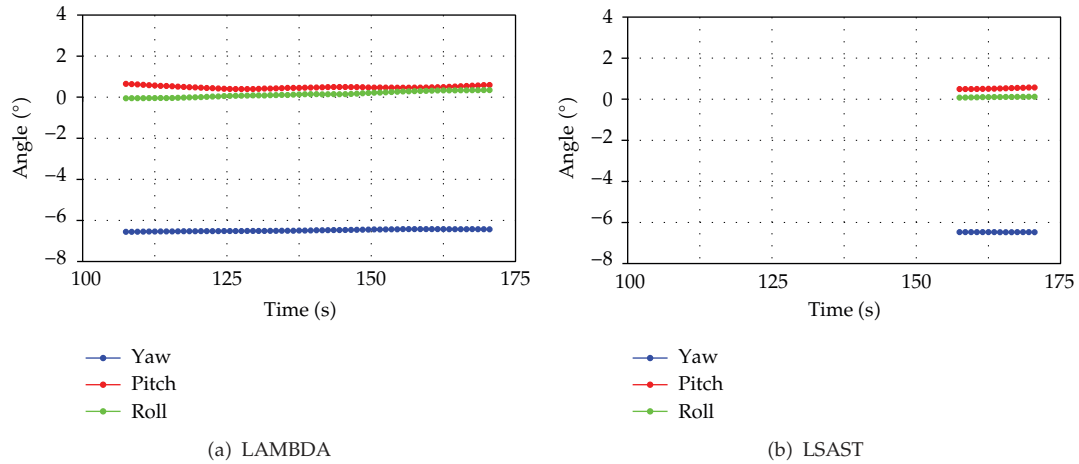 4
2
0
−2
−4
−6
−8
Angle (°)
100 125 150 175
Time (s)
Yaw
Pitch
Roll
(a) LAMBDA
4
2
0
−2
−4
−6
−8
Angle (°)
100 125 150 175
Time (s)
Yaw
Pitch
Roll
(b) LSAST